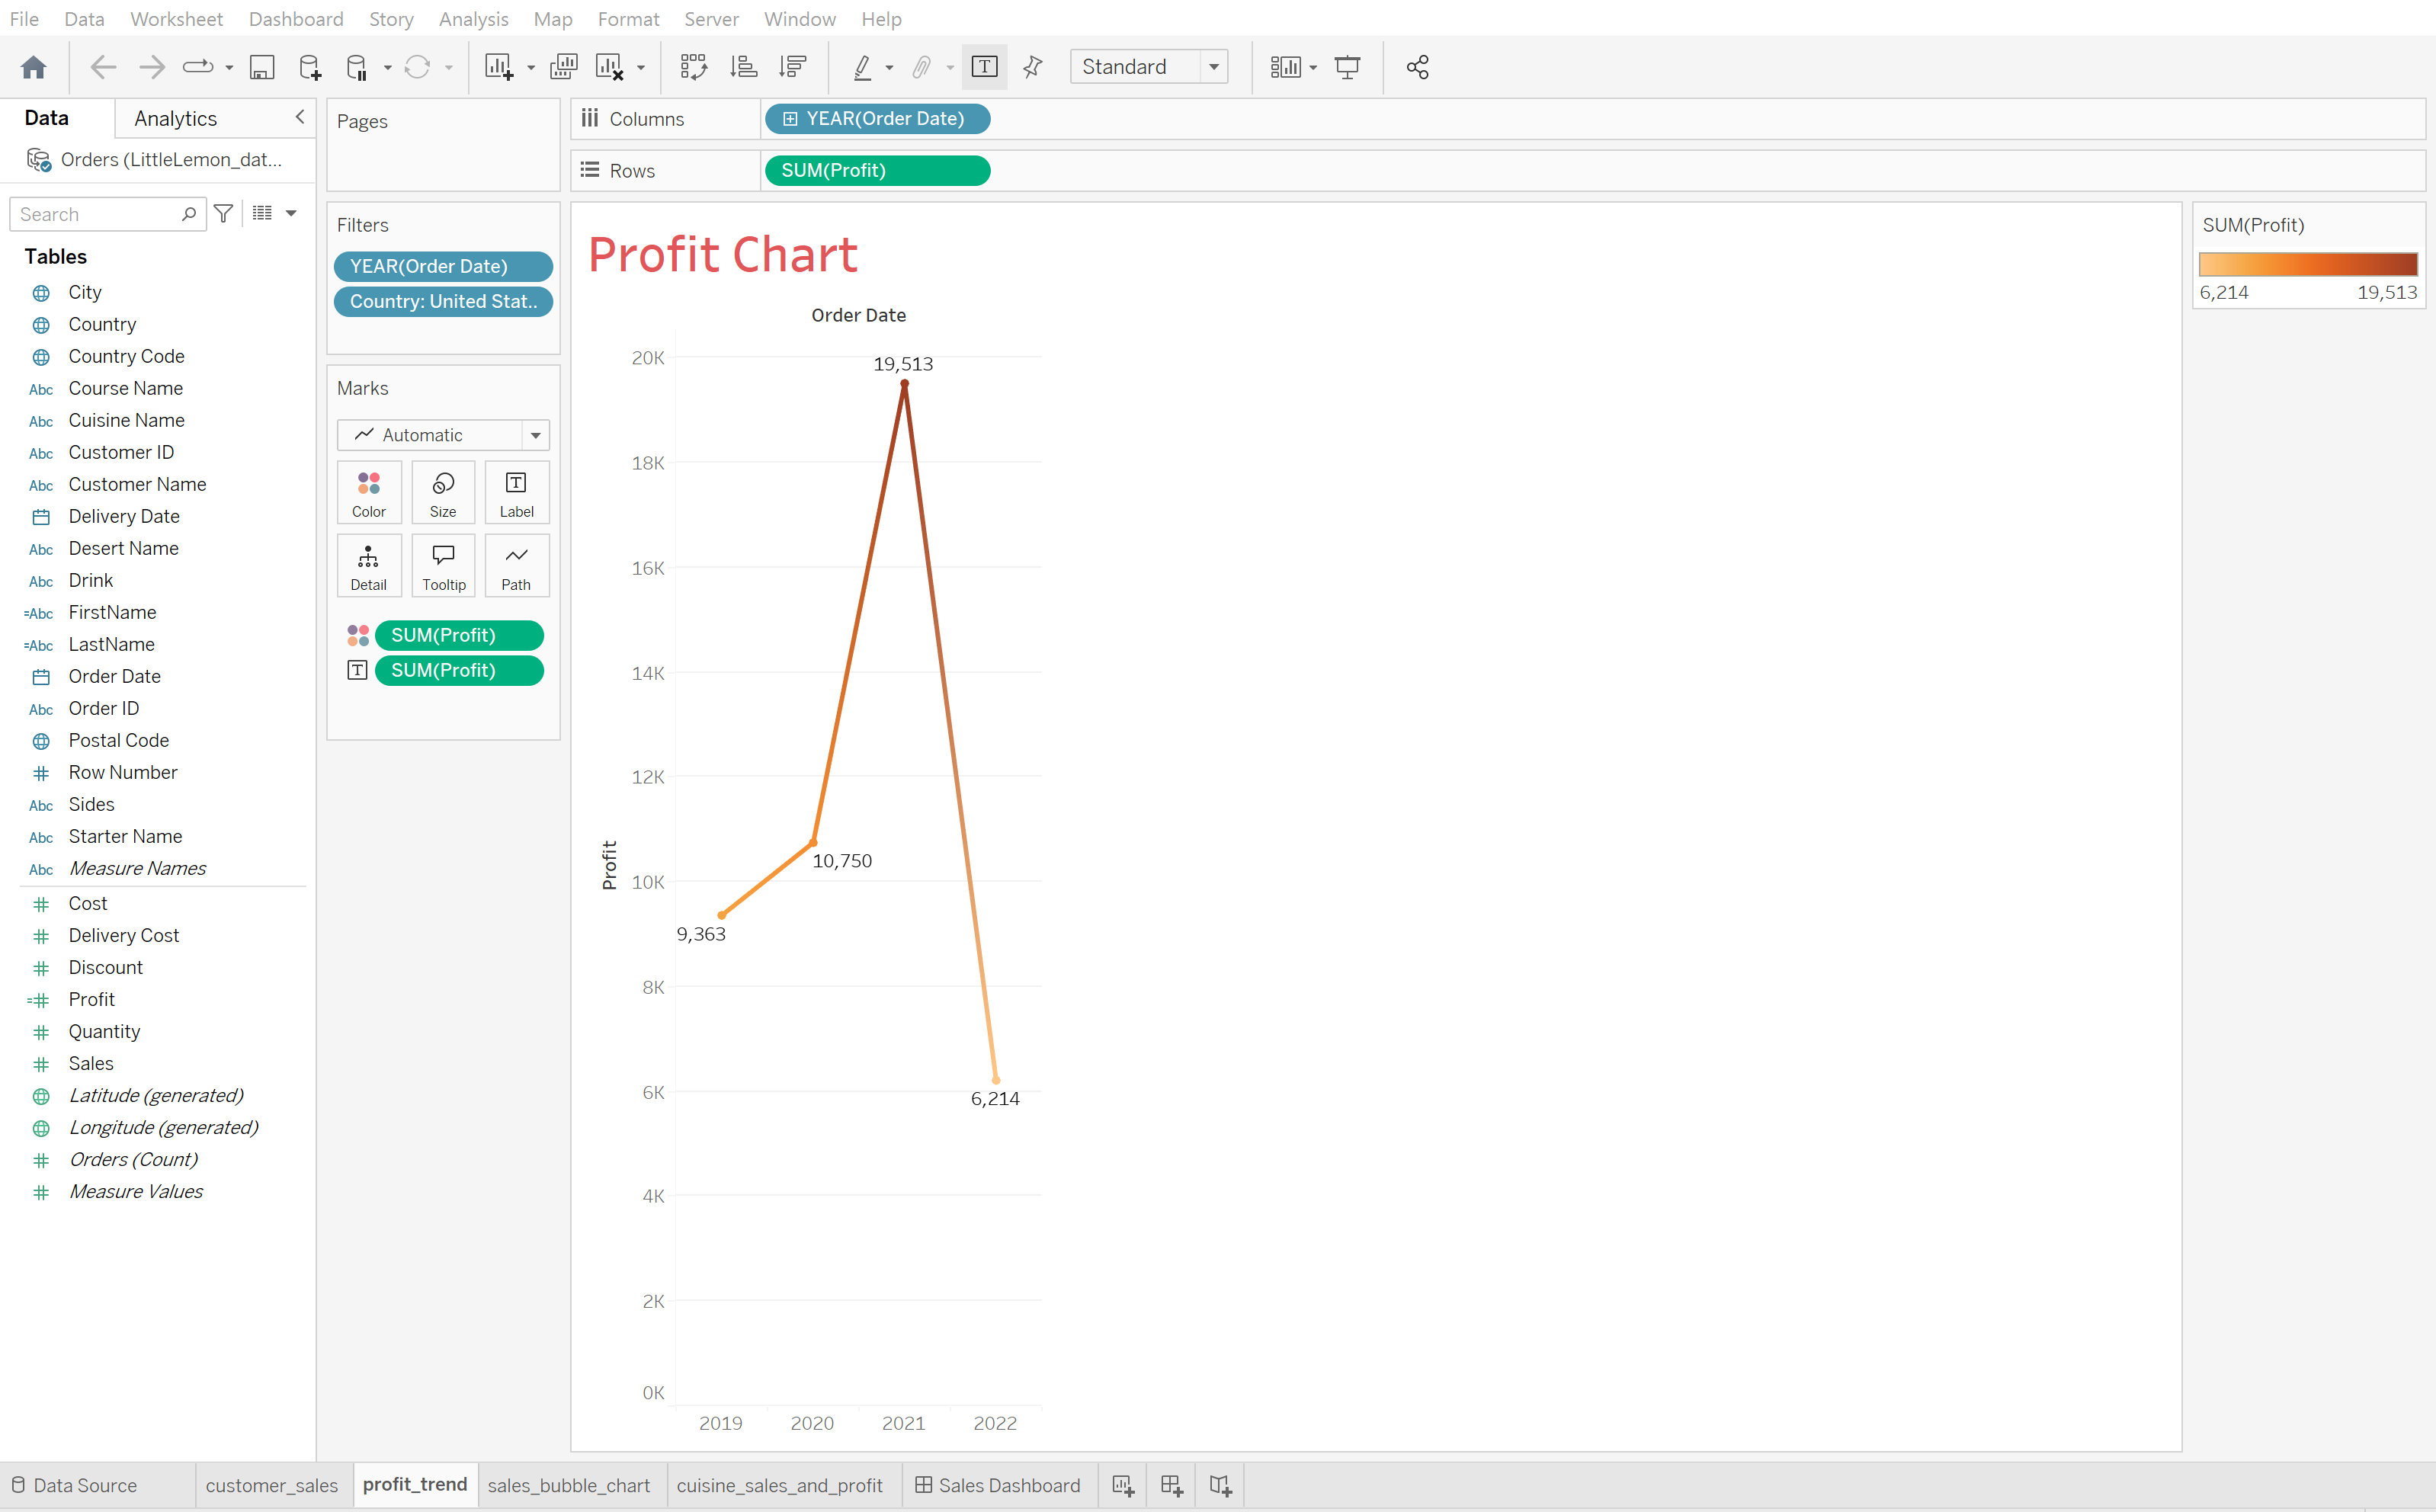 File Data Worksheet Dashboard Story Analysis Map Format Server Window Help
Standard
Data
Analytics
Orders (LittleLemon_dat...
Search
Tables
City
Country
Country Code
Abc Course Name
Abc Cuisine Name
Abc Customer ID
Abc Customer Name
Delivery Date
Abc Desert Name
Abc Drink
=Abc FirstName
=Abc LastName
Order Date
Abc Order ID
Postal Code
# Row Number
Abc Sides
Abc Starter Name
Abc Measure Names
# Cost
# Delivery Cost
# Discount
=# Profit
# Quantity
# Sales
Latitude (generated)
Longitude (generated)
# Orders (Count)
# Measure Values
Pages
Filters
YEAR(Order Date)
Country: United Stat..
Marks
Automatic
Color Size Label
Detail Tooltip Path
SUM(Profit)
SUM(Profit)
Columns YEAR(Order Date)
Rows SUM(Profit)
Profit Chart
Order Date
20K
18K
16K
14K
12K
10K
8K
6K
4K
2K
0K
Profit
19,513
10,750
9,363
6,214
2019 2020 2021 2022
SUM(Profit)
6,214 19,513
Data Source customer_sales profit_trend sales_bubble_chart cuisine_sales_and_profit Sales Dashboard